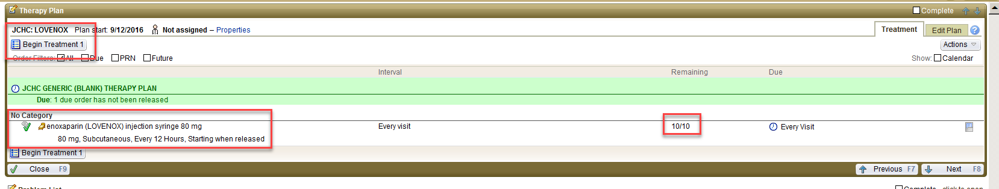 Therapy Plan Complete
JCHC: LOVENOX Plan start: 9/12/2016 Not assigned – Properties Treatment Edit Plan ?
Begin Treatment 1 Actions
Order Filters: All Due PRN Future Show: Calendar
Interval Remaining Due
JCHC GENERIC (BLANK) THERAPY PLAN
Due: 1 due order has not been released
No Category
enoxaparin (LOVENOX) injection syringe 80 mg Every visit 10/10 Every Visit
80 mg, Subcutaneous, Every 12 Hours, Starting when released
Begin Treatment 1
Close F9 Previous F7 Next F8
Problem List Complete click to open